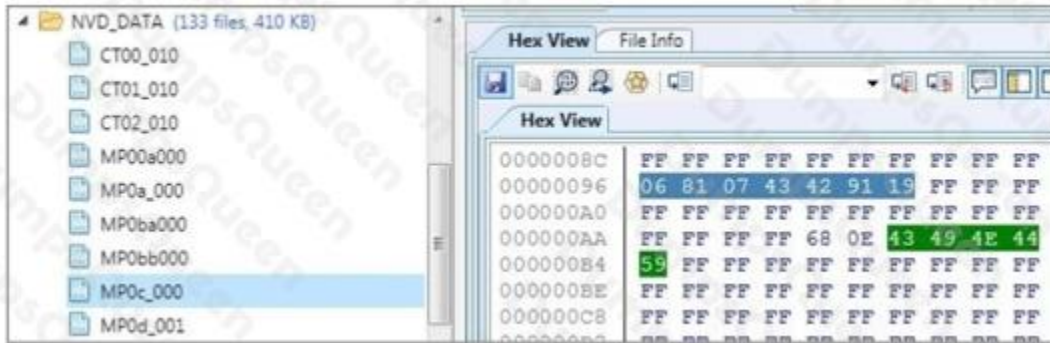 NVD_DATA (133 files, 410 KB)
CT00_010
CT01_010
CT02_010
MP00a000
MP0a_000
MP0ba000
MP0bb000
MP0c_000
MP0d_001
Hex View File Info
Hex View
0000008C FF FF FF FF FF FF FF FF FF FF
00000096 06 81 07 43 42 91 19 FF FF FF
000000A0 FF FF FF FF FF FF FF FF FF FF
000000AA FF FF FF FF 68 0E 43 49 4E 44
000000B4 59 FF FF FF FF FF FF FF FF FF
000000BE FF FF FF FF FF FF FF FF FF FF
000000C8 FF FF FF FF FF FF FF FF FF FF
DumpsQueen